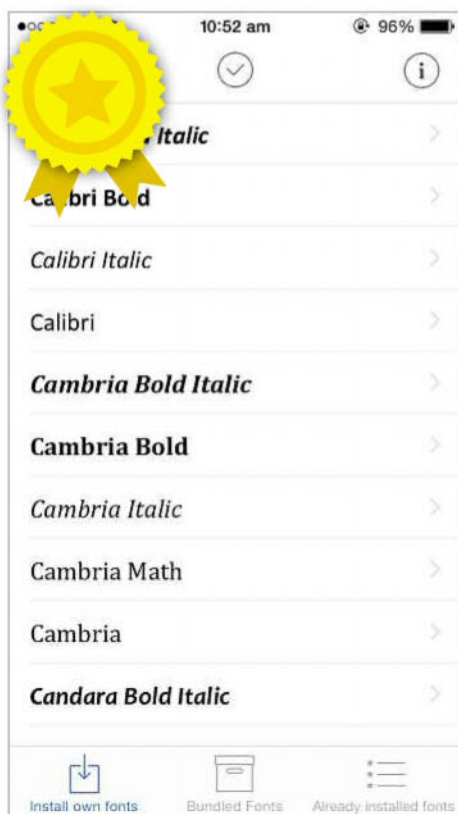 10:52 am 96%
Italic
Calibri Bold
Calibri Italic
Calibri
Cambria Bold Italic
Cambria Bold
Cambria Italic
Cambria Math
Cambria
Candara Bold Italic
Install own fonts Bundled Fonts Already installed fonts